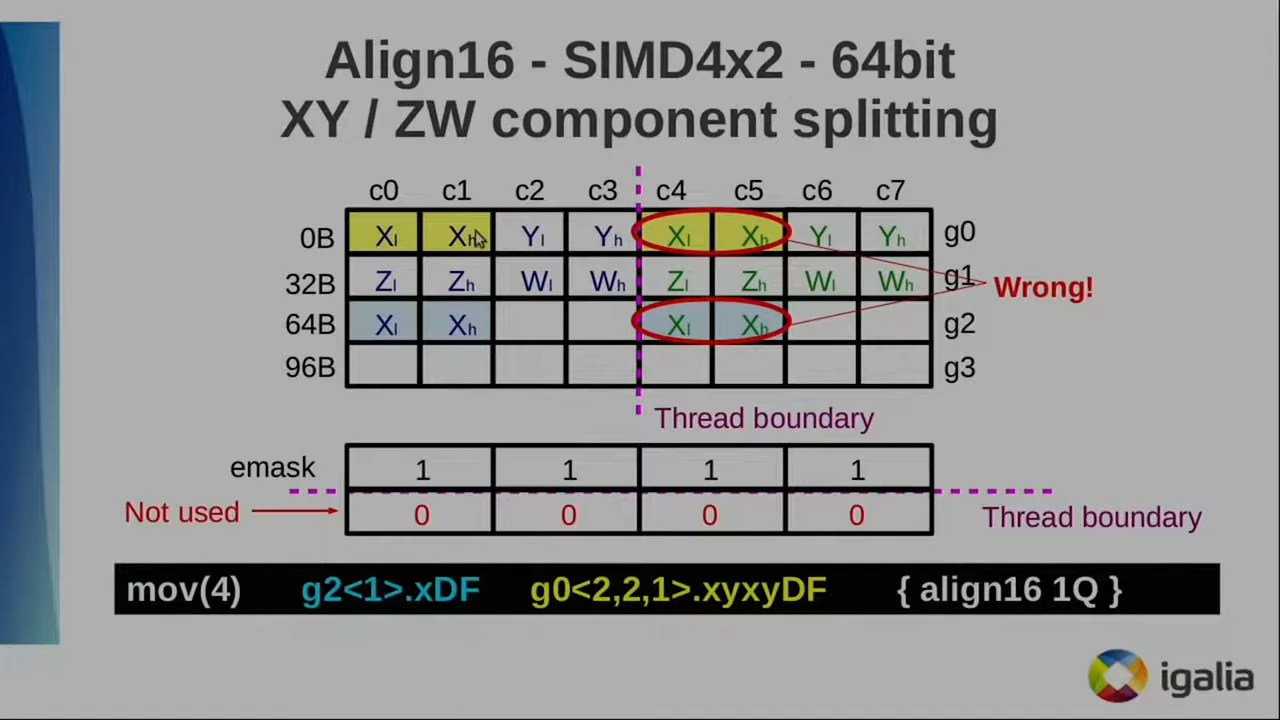 Align16 - SIMD4x2 - 64bit
XY / ZW component splitting
c0 c1 c2 c3 c4 c5 c6 c7
0B Xl Xh Yl Yh Xl Xh Yl Yh g0
32B Zl Zh Wl Wh Zl Zh Wl Wh g1
Wrong!
64B Xl Xh Xl Xh g2
96B g3
Thread boundary
emask 1 1 1 1
Not used 0 0 0 0 Thread boundary
mov(4) g2<1>.xDF g0<2,2,1>.xyxyDF { align16 1Q }
igalia